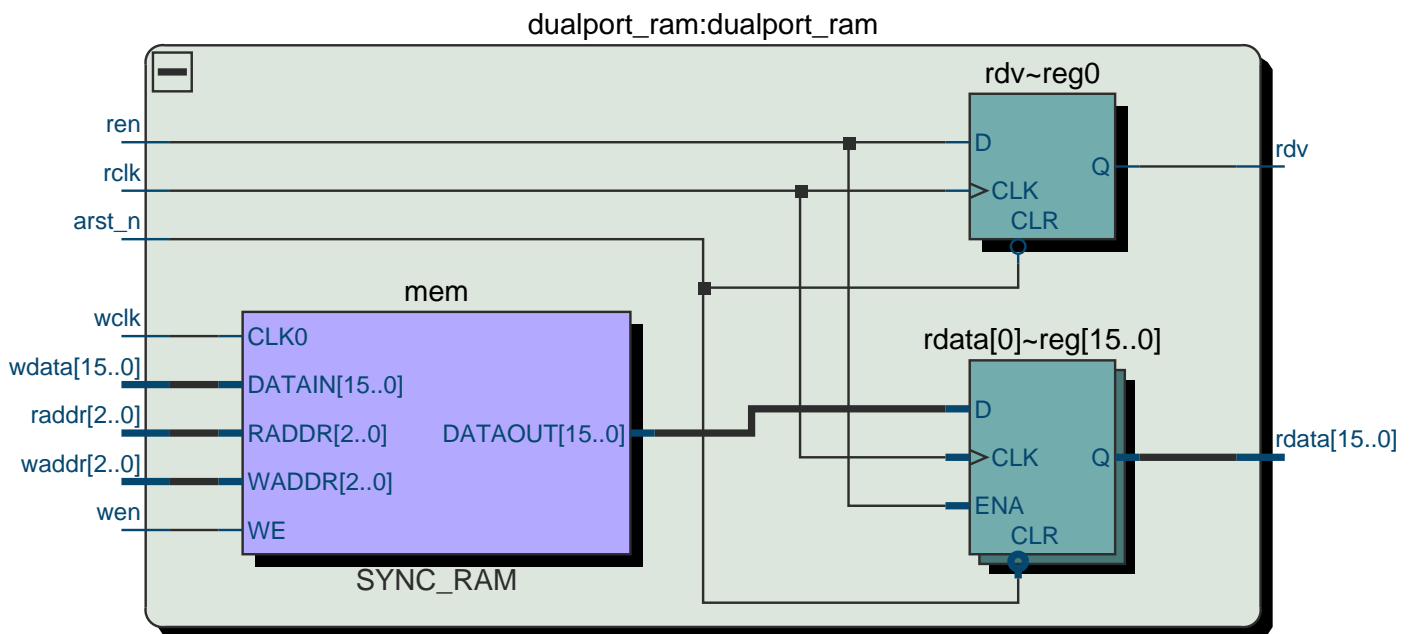 dualport_ram:dualport_ram
rdv~reg0
ren
D
rdv
Q
rclk
CLK
arst_n
CLR
mem
wclk
CLK0
rdata[0]~reg[15..0]
wdata[15..0]
DATAIN[15..0]
D
raddr[2..0]
RADDR[2..0]
DATAOUT[15..0]
rdata[15..0]
CLK
Q
waddr[2..0]
WADDR[2..0]
ENA
wen
WE
CLR
SYNC_RAM